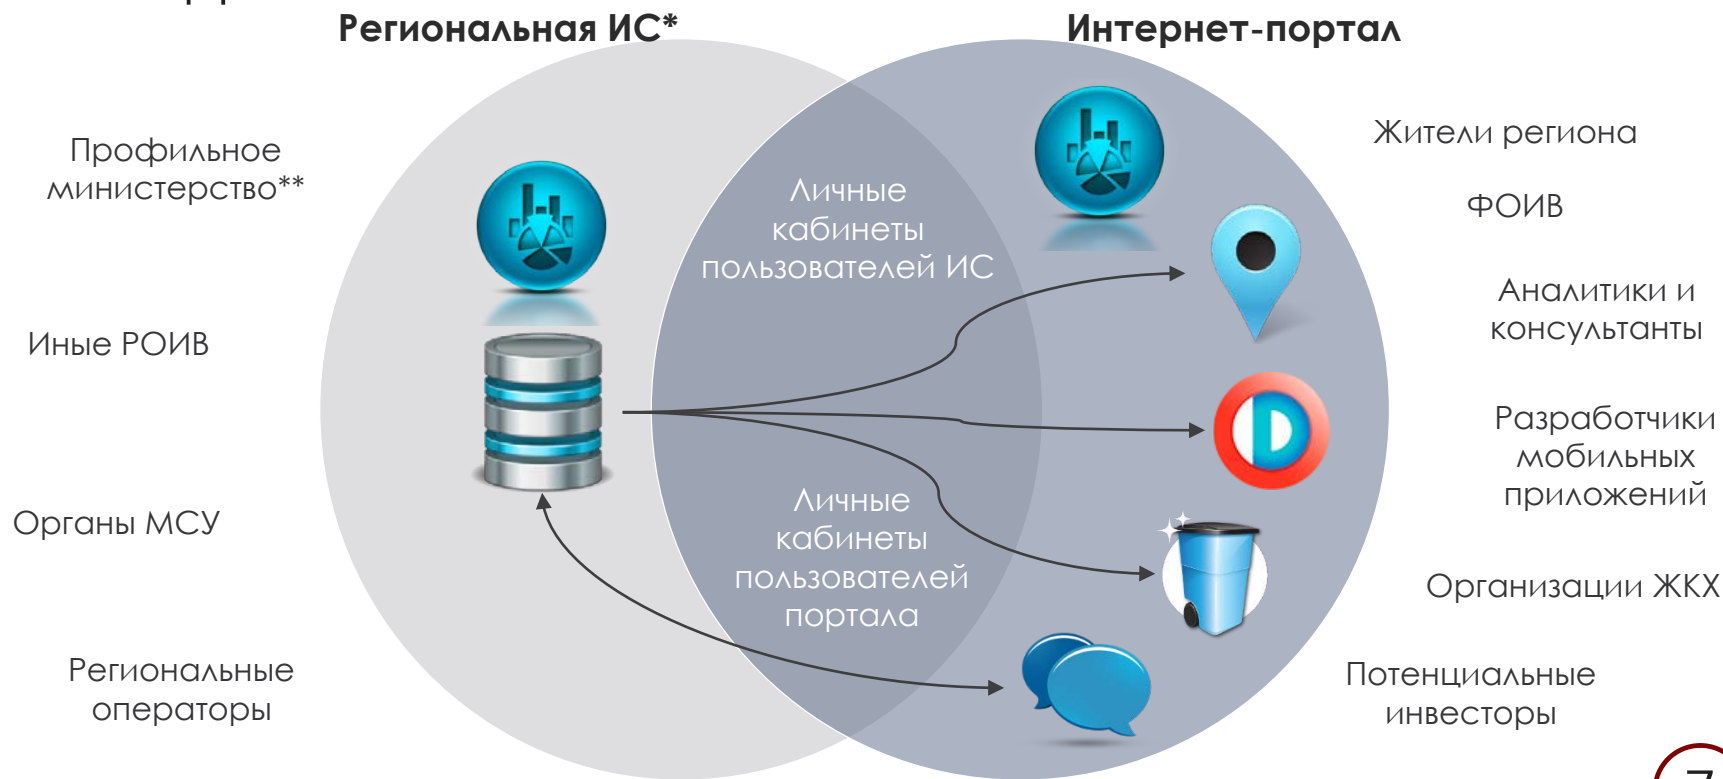 Региональная ИС*
Интернет-портал
Профильное
министерство**
Иные РОИВ
Органы МСУ
Региональные
операторы
Личные
кабинеты
пользователей ИС
Личные
кабинеты
пользователей
портала
Жители региона
ФОИВ
Аналитики и
консультанты
Разработчики
мобильных
приложений
Организации ЖКХ
Потенциальные
инвесторы
7